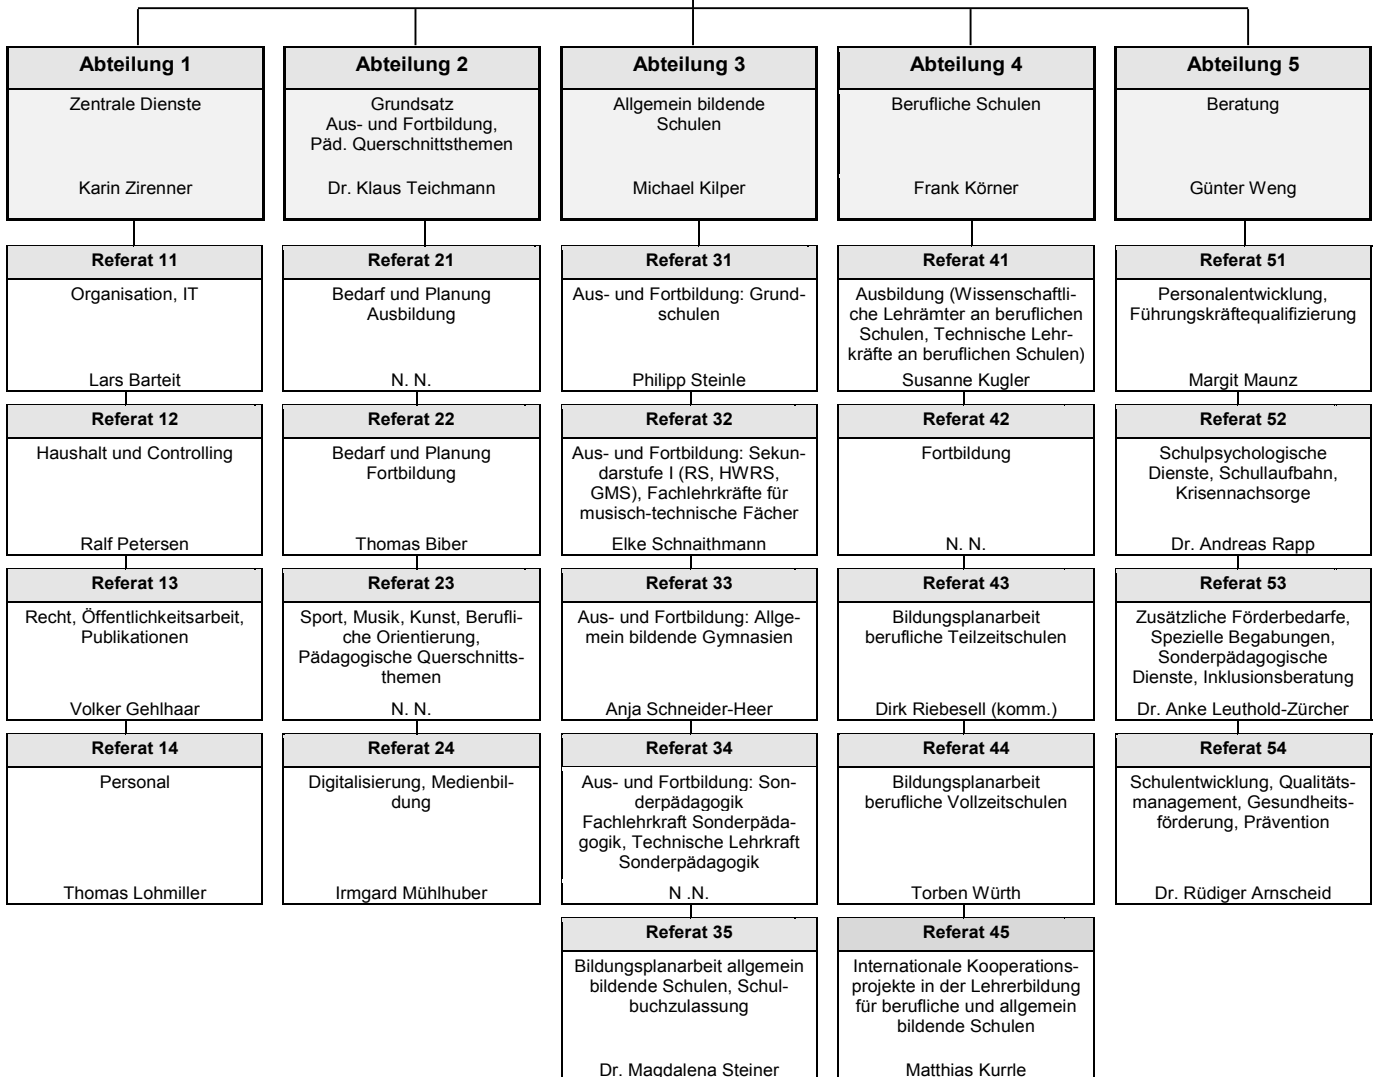 Abteilung 1
Zentrale Dienste
Karin Zirenner
Abteilung 2
Grundsatz
Aus- und Fortbildung,
Päd. Querschnittsthemen
Dr. Klaus Teichmann
Abteilung 3
Allgemein bildende
Schulen
Michael Kilper
Abteilung 4
Berufliche Schulen
Frank Körner
Abteilung 5
Beratung
Günter Weng
Referat 11
Organisation, IT
Lars Barteit
Referat 21
Bedarf und Planung
Ausbildung
N. N.
Referat 31
Aus- und Fortbildung: Grund-
schulen
Philipp Steinle
Referat 41
Ausbildung (Wissenschaftli-
che Lehrämter an beruflichen
Schulen, Technische Lehr-
kräfte an beruflichen Schulen)
Susanne Kugler
Referat 51
Personalentwicklung,
Führungskräftequalifizierung
Margit Maunz
Referat 12
Haushalt und Controlling
Ralf Petersen
Referat 22
Bedarf und Planung
Fortbildung
Thomas Biber
Referat 32
Aus- und Fortbildung: Sekun-
darstufe I (RS, HWRS,
GMS), Fachlehrkräfte für
musisch-technische Fächer
Elke Schnaithmann
Referat 42
Fortbildung
N. N.
Referat 52
Schulpsychologische
Dienste, Schullaufbahn,
Krisennachsorge
Dr. Andreas Rapp
Referat 13
Recht, Öffentlichkeitsarbeit,
Publikationen
Volker Gehlhaar
Referat 23
Sport, Musik, Kunst, Berufli-
che Orientierung,
Pädagogische Querschnitts-
themen
N. N.
Referat 33
Aus- und Fortbildung: Allge-
mein bildende Gymnasien
Anja Schneider-Heer
Referat 43
Bildungsplanarbeit
berufliche Teilzeitschulen
Dirk Riebesell (komm.)
Referat 53
Zusätzliche Förderbedarfe,
Spezielle Begabungen,
Sonderpädagogische
Dienste, Inklusionsberatung
Dr. Anke Leuthold-Zürcher
Referat 14
Personal
Thomas Lohmiller
Referat 24
Digitalisierung, Medienbil-
dung
Irmgard Mühlhuber
Referat 34
Aus- und Fortbildung: Son-
derpädagogik
Fachlehrkraft Sonderpäda-
gogik, Technische Lehrkraft
Sonderpädagogik
N .N.
Referat 44
Bildungsplanarbeit
berufliche Vollzeitschulen
Torben Würth
Referat 54
Schulentwicklung, Qualitäts-
management, Gesundheits-
förderung, Prävention
Dr. Rüdiger Arnscheid
Referat 35
Bildungsplanarbeit allgemein
bildende Schulen, Schul-
buchzulassung
Dr. Magdalena Steiner
Referat 45
Internationale Kooperations-
projekte in der Lehrerbildung
für berufliche und allgemein
bildende Schulen
Matthias Kurrle